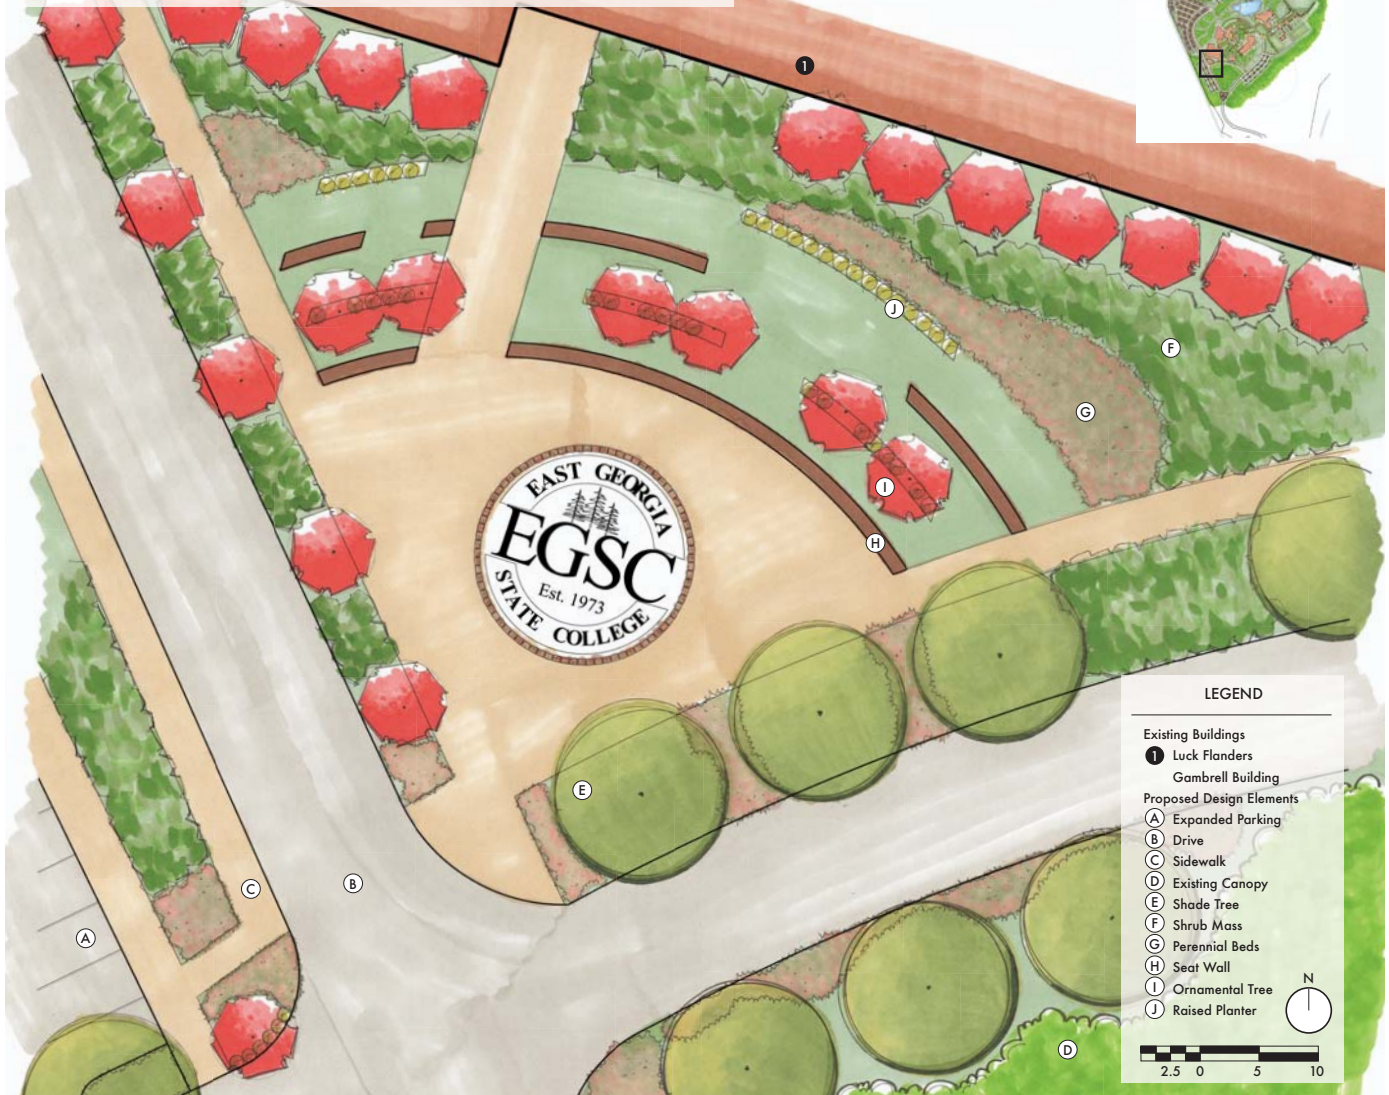 1
J
F
G
I
H
EAST GEORGIA
EGSC
Est. 1973
STATE COLLEGE
E
C
B
A
D
LEGEND
Existing Buildings
1 Luck Flanders
Gambrell Building
Proposed Design Elements
A Expanded Parking
B Drive
C Sidewalk
D Existing Canopy
E Shade Tree
F Shrub Mass
G Perennial Beds
H Seat Wall
I Ornamental Tree
J Raised Planter
N
2.5 0 5 10